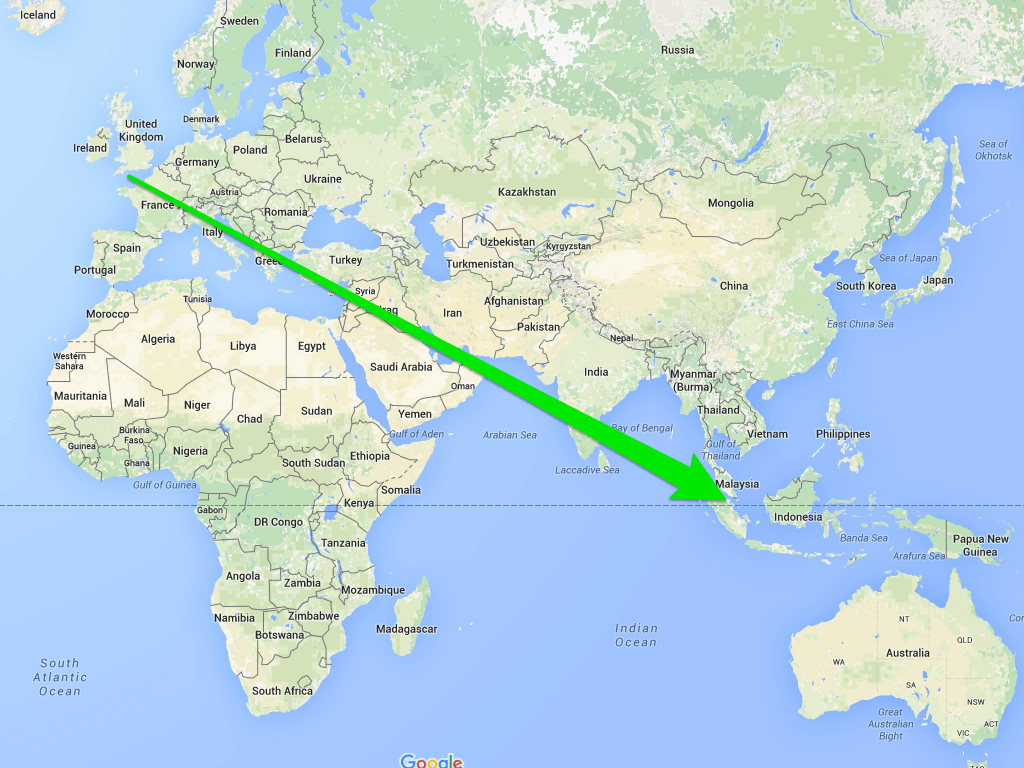 Iceland
Sweden
Finland
Norway
Russia
Denmark
United
Kingdom
Ireland
Belarus
Poland
Germany
Ukraine
Austria
France
Romania
Italy
Kazakhstan
Mongolia
Sea of
Okhotsk
Spain
Portugal
Greece
Turkey
Uzbekistan
Kyrgyzstan
Turkmenistan
Sea of Japan
Japan
South Korea
China
Tunisia
Syria
Iraq
Iran
Afghanistan
Pakistan
Morocco
Algeria
Libya
Egypt
Nepal
East China Sea
Western
Sahara
Saudi Arabia
Oman
India
Myanmar
(Burma)
Mauritania
Mali
Niger
Chad
Sudan
Yemen
Thailand
Burkina
Faso
Guinea
Ghana
Nigeria
Gulf of Aden
Arabian Sea
Bay of Bengal
Vietnam
Philippines
Gulf of
Thailand
South Sudan
Ethiopia
Laccadive Sea
Gulf of Guinea
Somalia
Malaysia
Gabon
Kenya
DR Congo
Indonesia
Banda Sea
Papua New
Guinea
Arafura Sea
Tanzania
Angola
Zambia
Mozambique
Namibia
Zimbabwe
Botswana
Madagascar
Indian
Ocean
South
Atlantic
Ocean
South Africa
NT
QLD
WA
Australia
SA
NSW
ACT
VIC
Great
Australian
Bight
Google